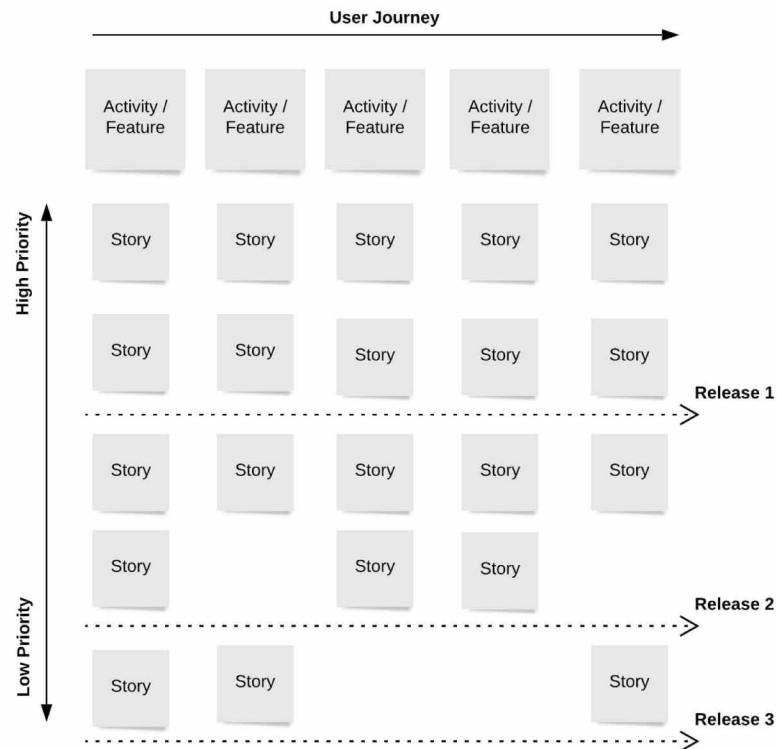 User Journey
Activity /
Feature
Activity /
Feature
Activity /
Feature
Activity /
Feature
Activity /
Feature
High Priority
Story
Story
Story
Story
Story
Story
Story
Story
Story
Story
Release 1
Story
Story
Story
Story
Story
Story
Story
Story
Release 2
Low Priority
Story
Story
Story
Release 3